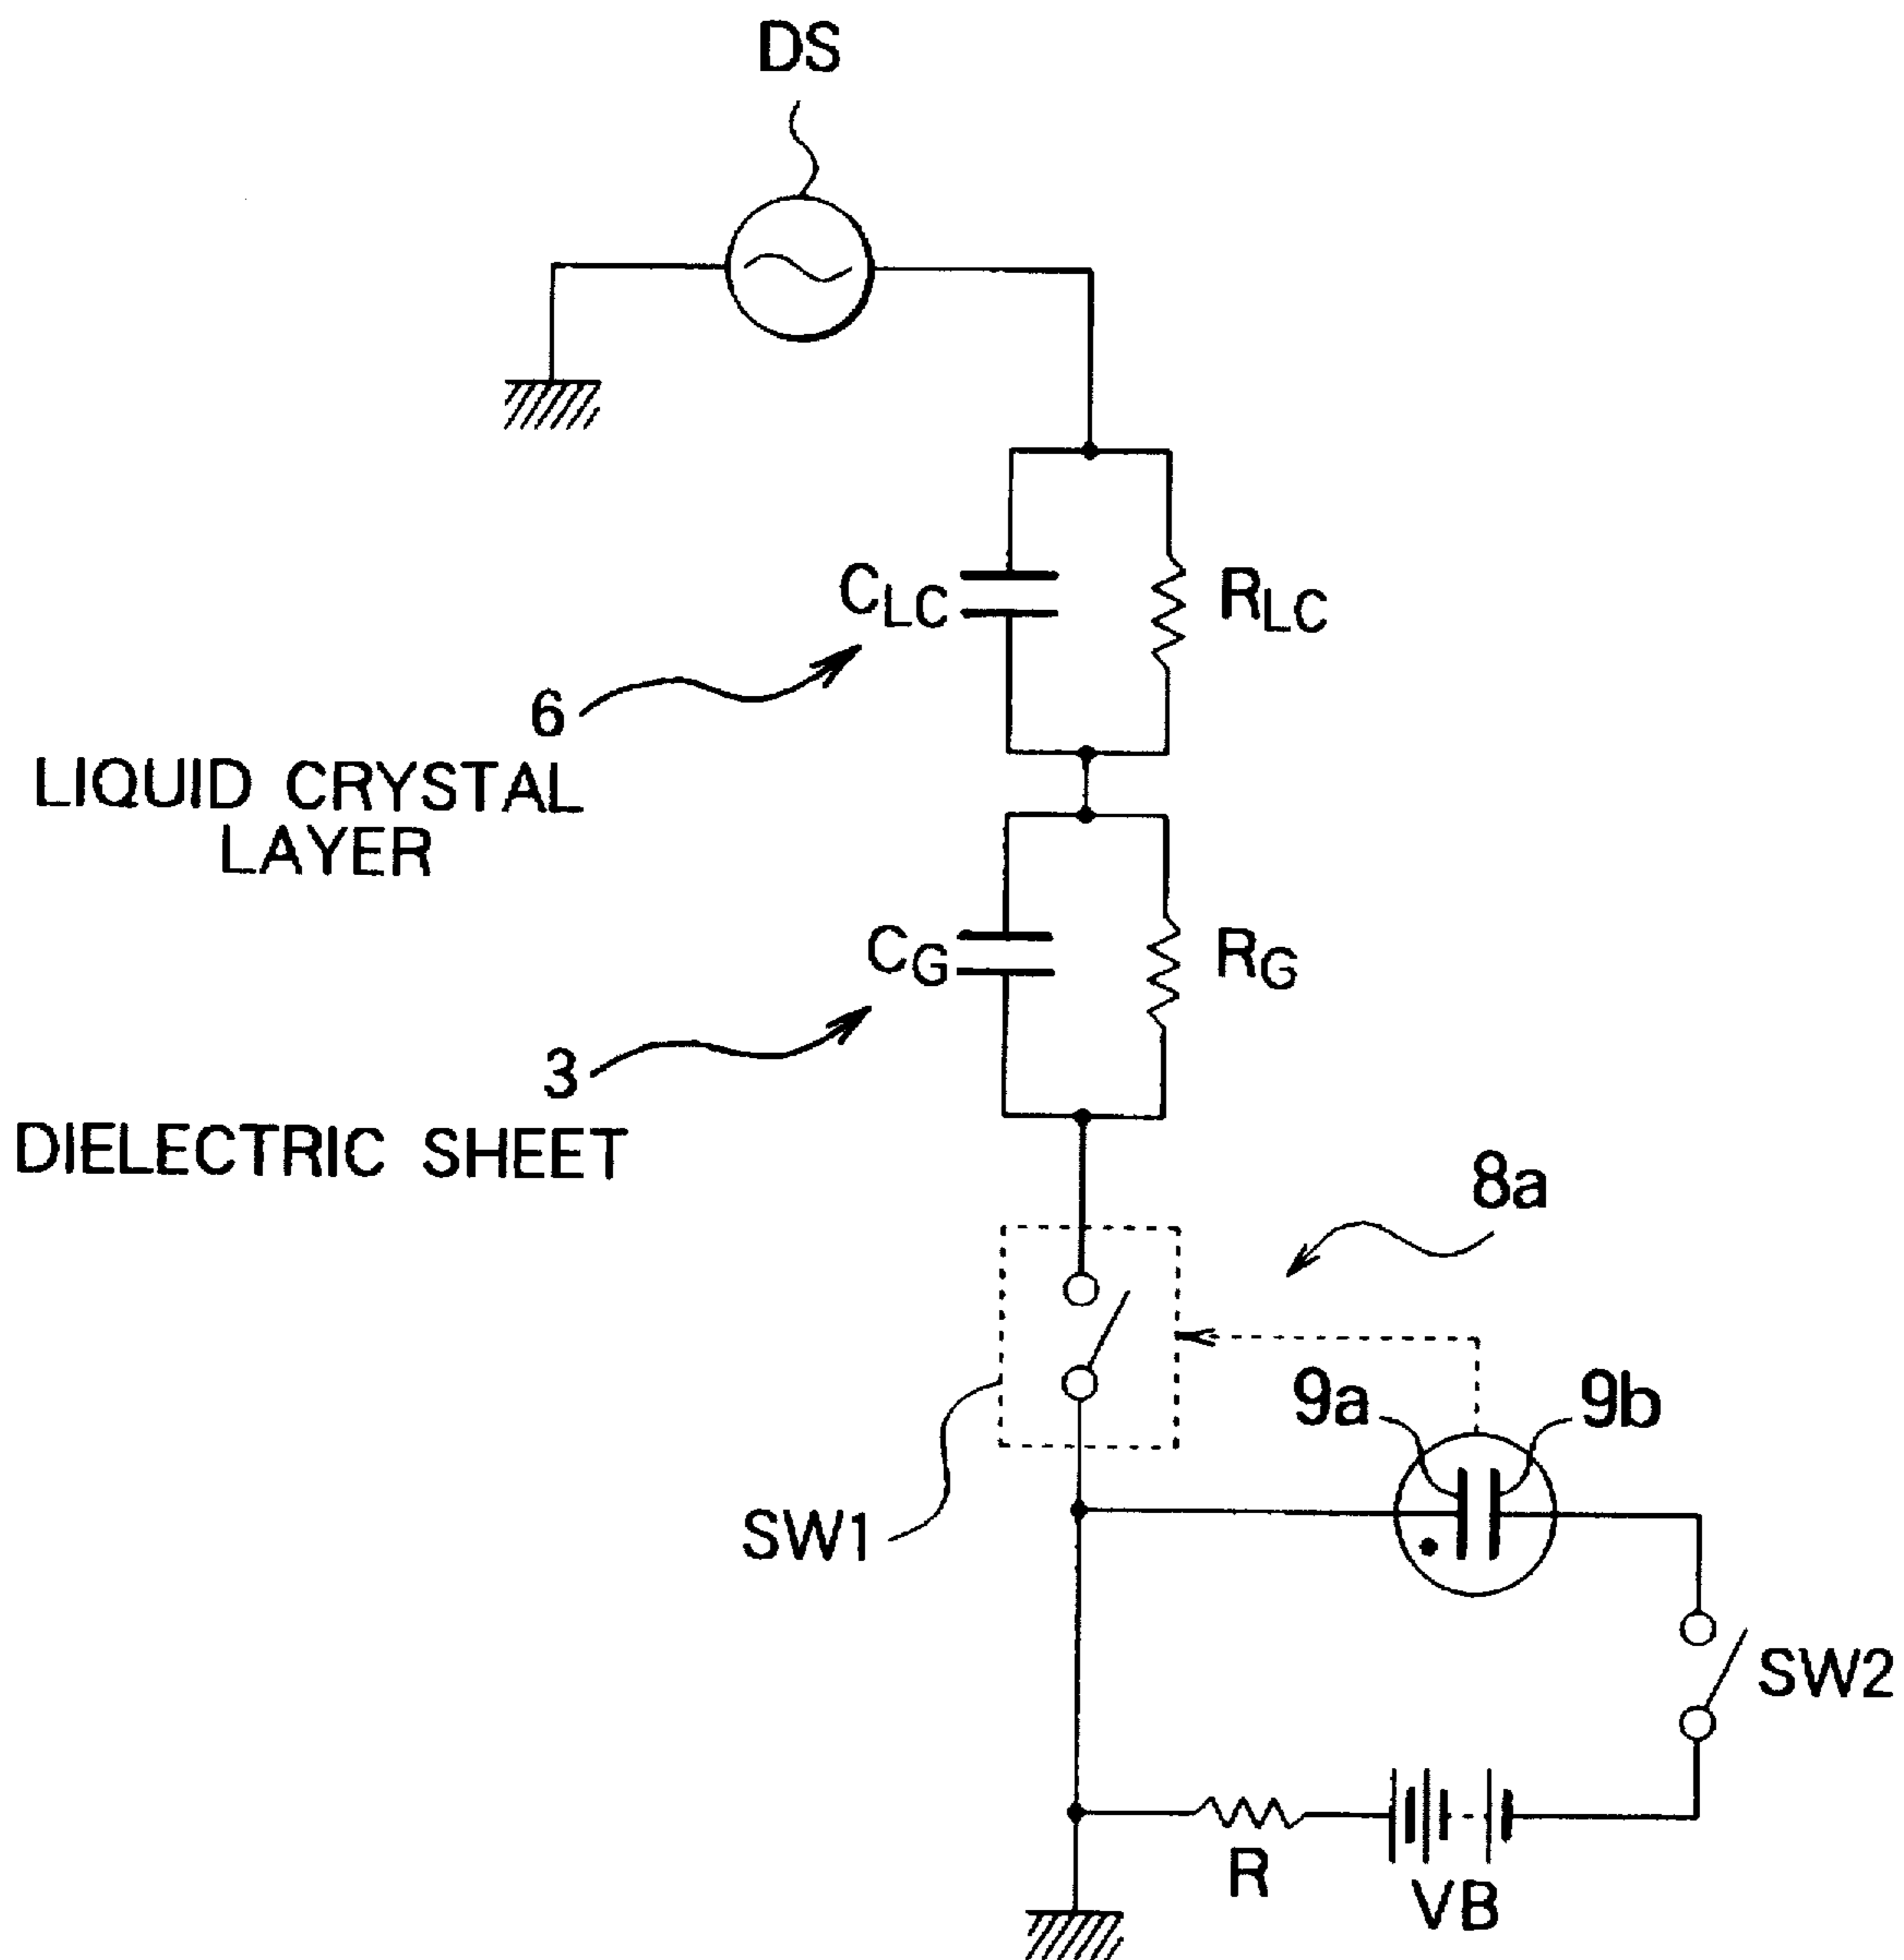 DS
CLC
RLC
6
LIQUID CRYSTAL
LAYER
CG
RG
3
DIELECTRIC SHEET
8a
9a
9b
SW1
SW2
R
VB